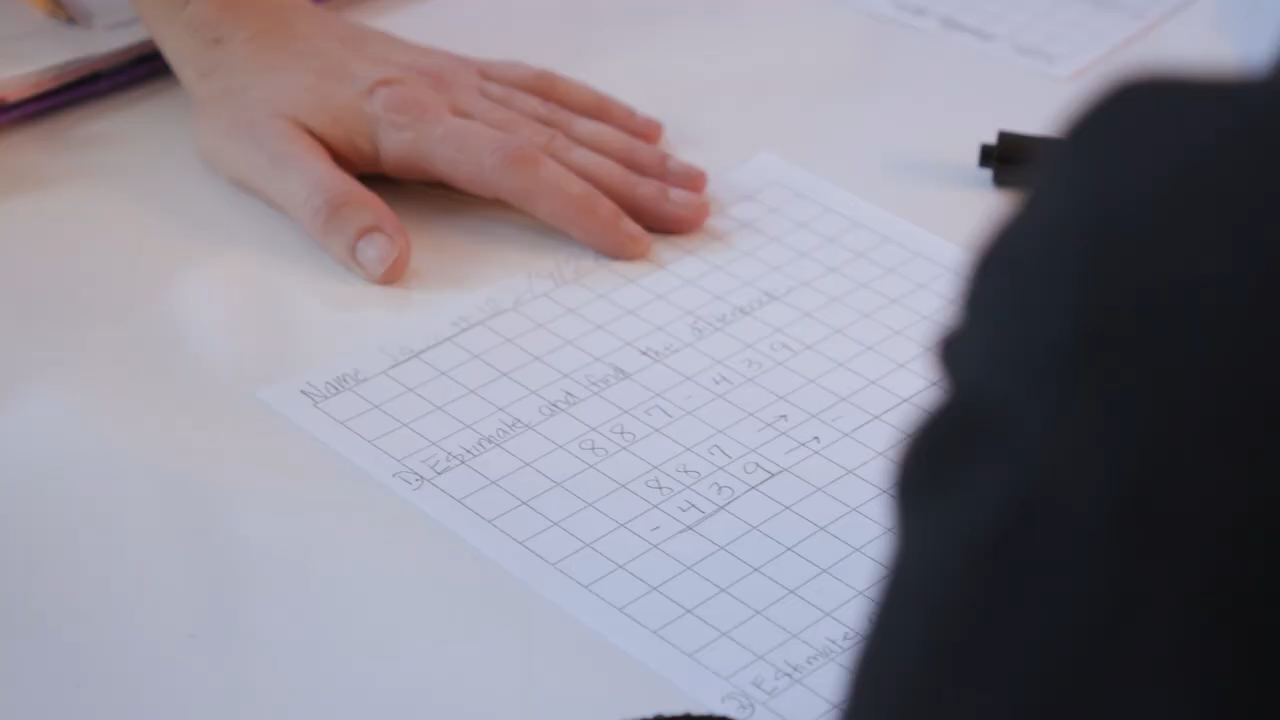 Name
1) Estimate and find the difference.
887-439
887 →
- 439 → -
2) Estimate